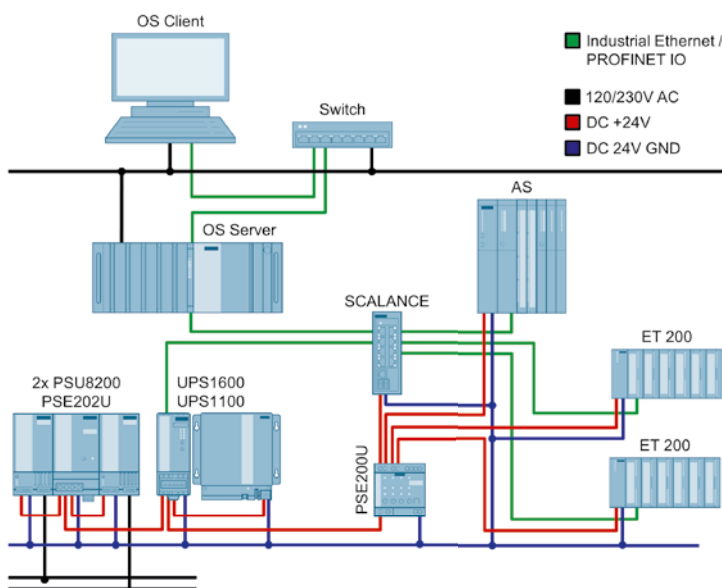 OS Client
Switch
Industrial Ethernet /
PROFINET IO
120/230V AC
DC +24V
DC 24V GND
AS
OS Server
SCALANCE
ET 200
2x PSU8200
PSE202U
UPS1600
UPS1100
PSE200U
ET 200